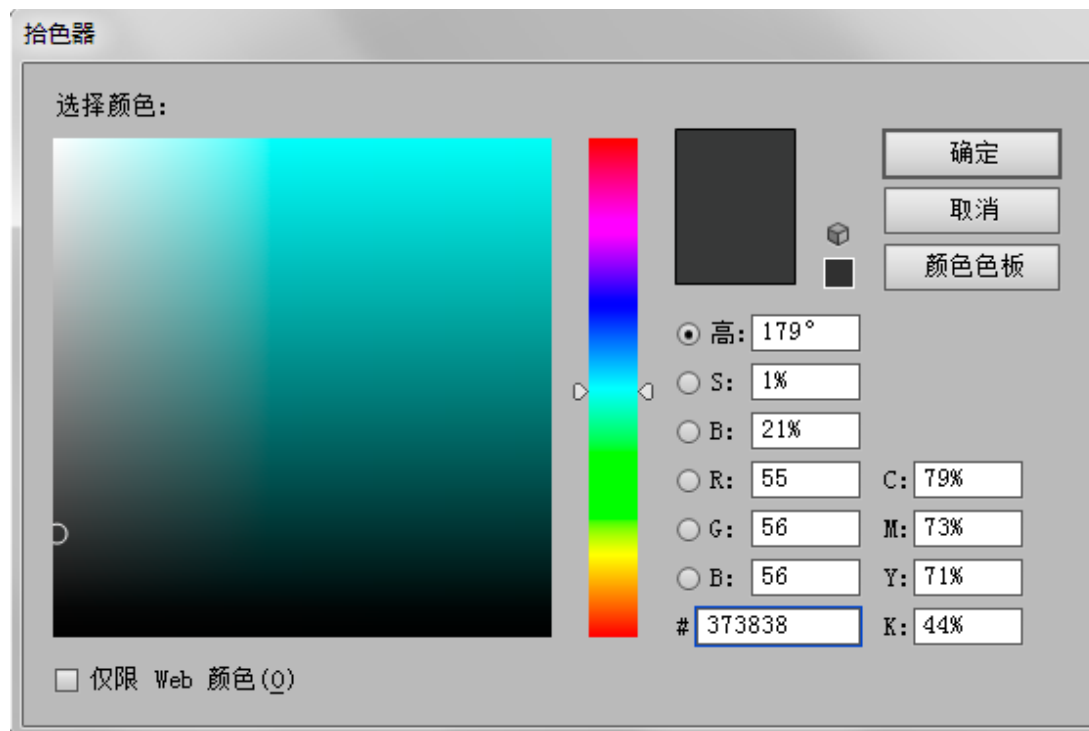 拾色器
选择颜色:
确定
取消
颜色色板
高: 179°
S: 1%
B: 21%
R: 55 C: 79%
G: 56 M: 73%
B: 56 Y: 71%
# 373838 K: 44%
仅限 Web 颜色(O)